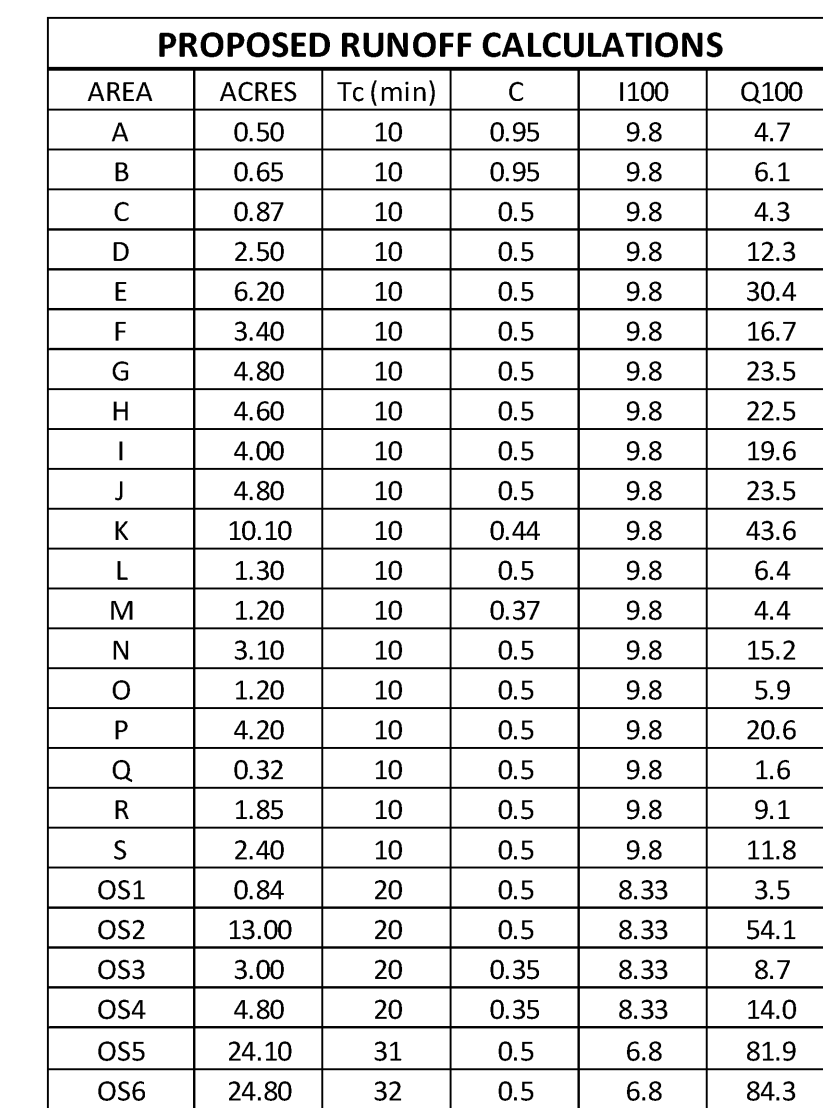 PROPOSED RUNOFF CALCULATIONS
AREA ACRES Tc (min) C I100 Q100
A 0.50 10 0.95 9.8 4.7
B 0.65 10 0.95 9.8 6.1
C 0.87 10 0.5 9.8 4.3
D 2.50 10 0.5 9.8 12.3
E 6.20 10 0.5 9.8 30.4
F 3.40 10 0.5 9.8 16.7
G 4.80 10 0.5 9.8 23.5
H 4.60 10 0.5 9.8 22.5
I 4.00 10 0.5 9.8 19.6
J 4.80 10 0.5 9.8 23.5
K 10.10 10 0.44 9.8 43.6
L 1.30 10 0.5 9.8 6.4
M 1.20 10 0.37 9.8 4.4
N 3.10 10 0.5 9.8 15.2
O 1.20 10 0.5 9.8 5.9
P 4.20 10 0.5 9.8 20.6
Q 0.32 10 0.5 9.8 1.6
R 1.85 10 0.5 9.8 9.1
S 2.40 10 0.5 9.8 11.8
OS1 0.84 20 0.5 8.33 3.5
OS2 13.00 20 0.5 8.33 54.1
OS3 3.00 20 0.35 8.33 8.7
OS4 4.80 20 0.35 8.33 14.0
OS5 24.10 31 0.5 6.8 81.9
OS6 24.80 32 0.5 6.8 84.3